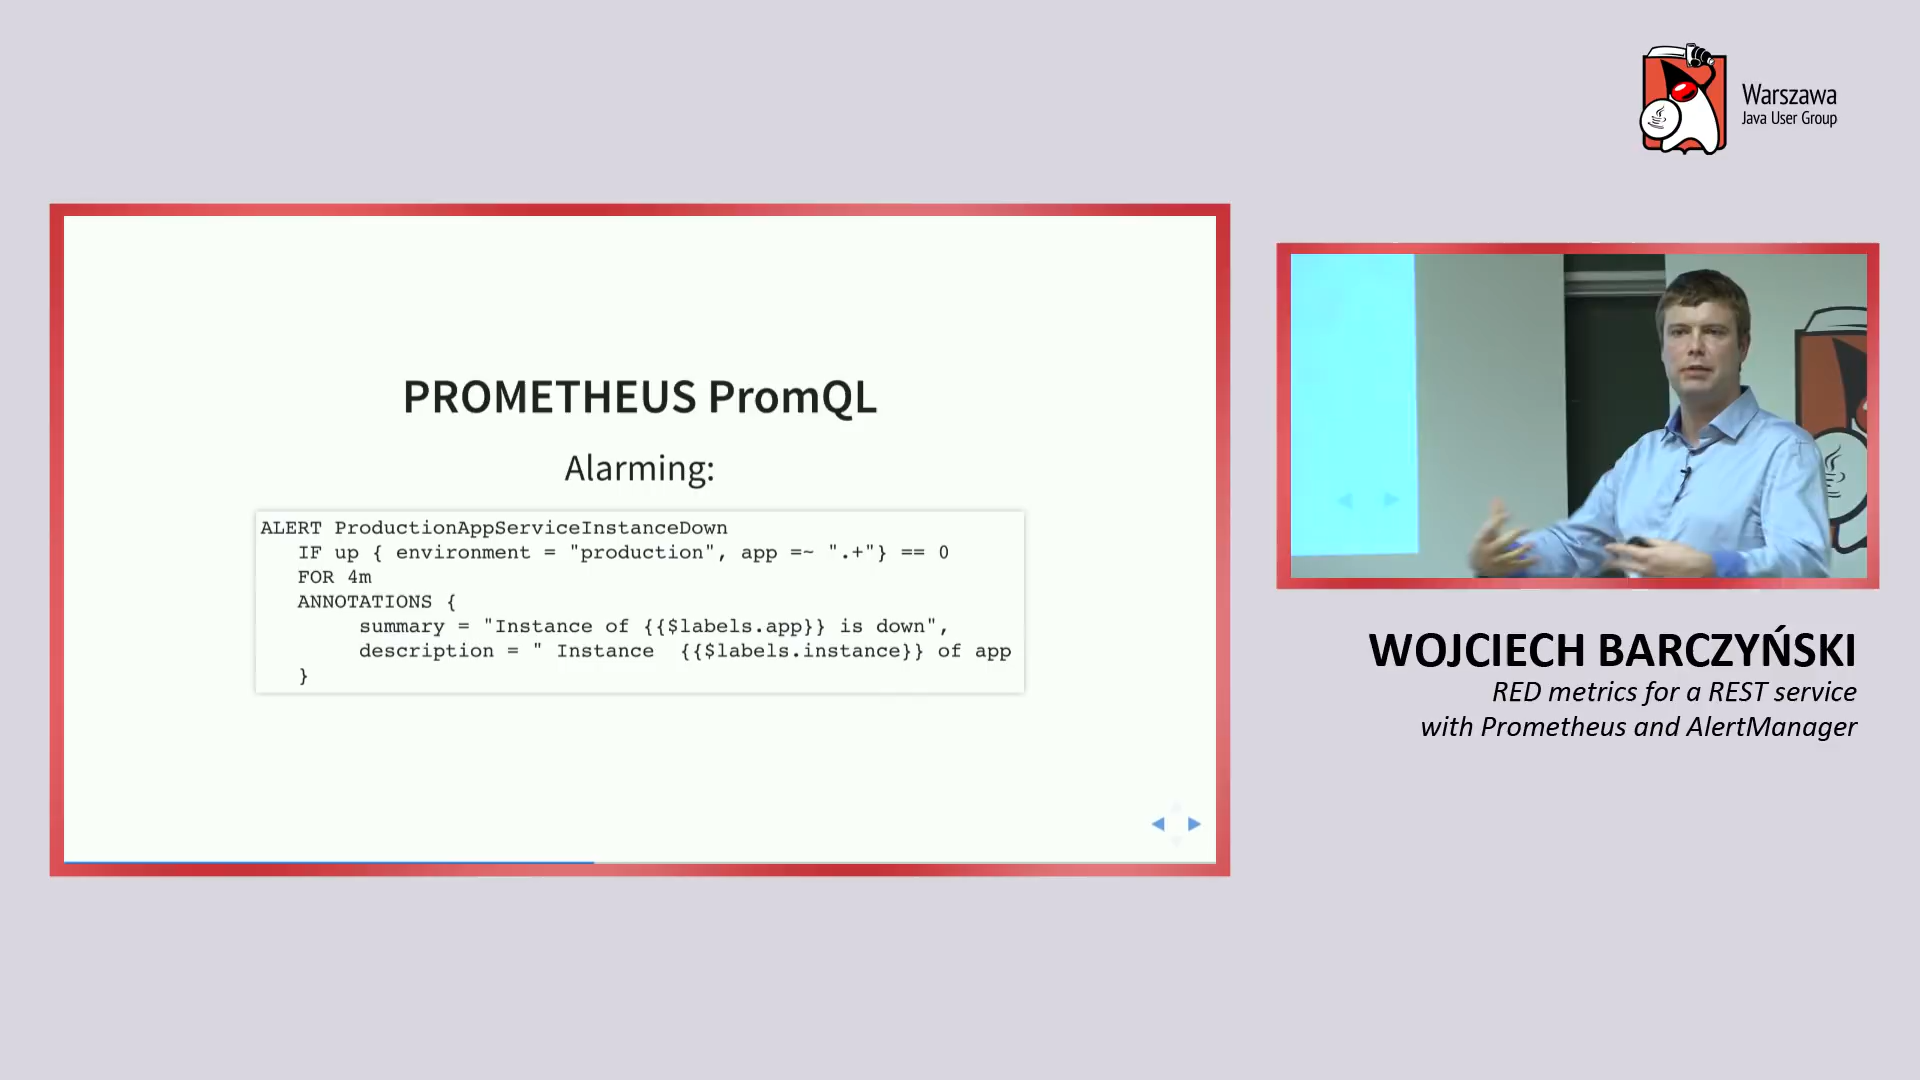 Warszawa
Java User Group
PROMETHEUS PromQL
Alarming:
ALERT ProductionAppServiceInstanceDown
IF up { environment = "production", app =~ ".+"} == 0
FOR 4m
ANNOTATIONS {
summary = "Instance of {{$labels.app}} is down",
description = " Instance  {{$labels.instance}} of app
}
WOJCIECH BARCZYŃSKI
RED metrics for a REST service
with Prometheus and AlertManager